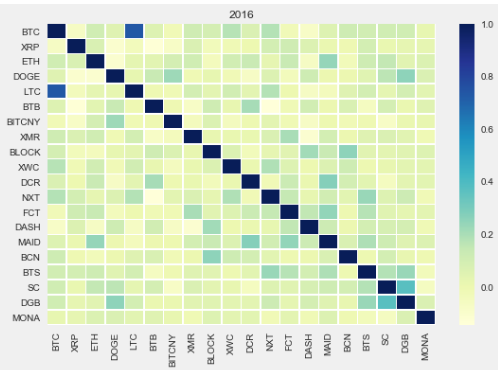 2016
BTC
XRP
ETH
DOGE
LTC
BTB
BITCNY
XMR
BLOCK
XWC
DCR
NXT
FCT
DASH
MAID
BCN
BTS
SC
DGB
MONA
1.0
0.8
0.6
0.4
0.2
0.0
BTC XRP ETH DOGE LTC BTB BITCNY XMR BLOCK XWC DCR NXT FCT DASH MAID BCN BTS SC DGB MONA